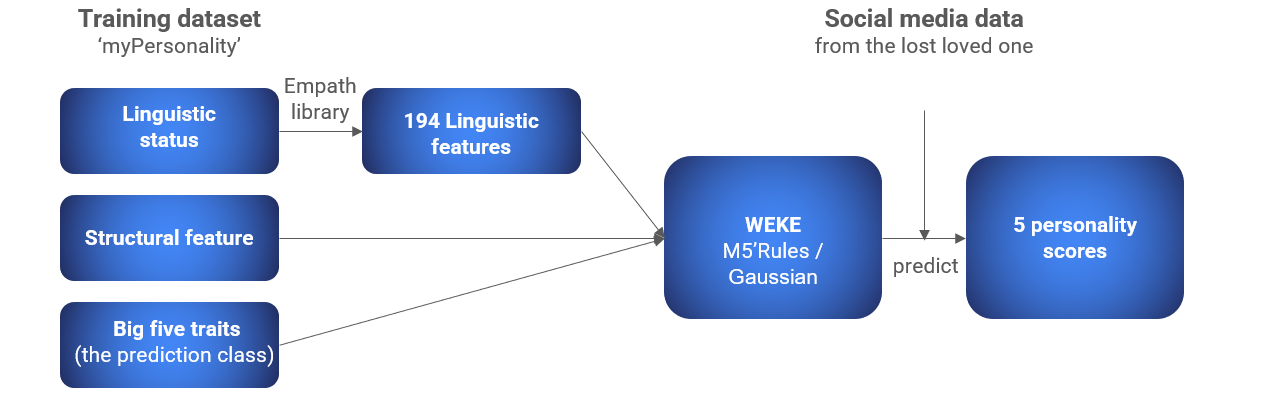 Training dataset
‘myPersonality’
Linguistic
status
Empath
library
194 Linguistic
features
Structural feature
Big five traits
(the prediction class)
WEKE
M5’Rules /
Gaussian
Social media data
from the lost loved one
predict
5 personality
scores